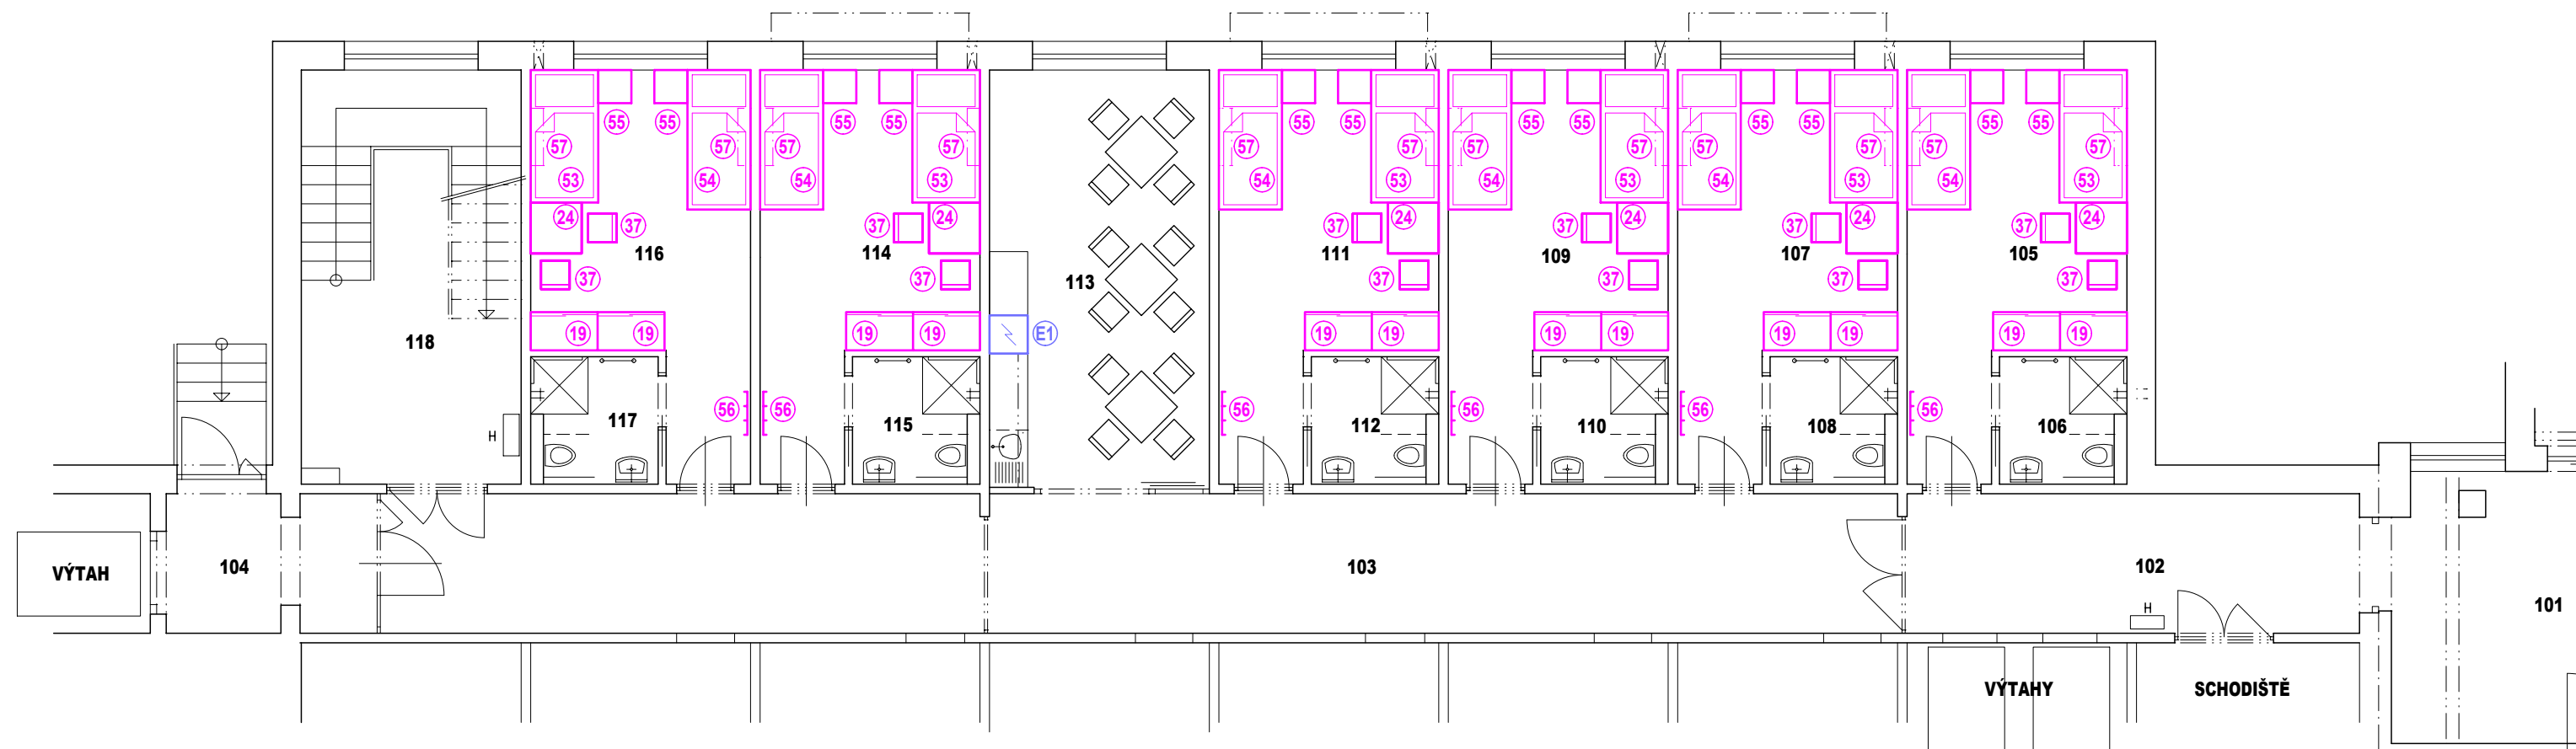 55 55 55 55 55 55 55 55 55 55 55 55
57 57 57 57 57 57 57 57 57 57 57 57
53 54 54 53 54 53 54 53 54 53 54 53
24 37 37 24 37 24 37 24 37 24 37 24
116 114 111 109 107 105
37 37 113 37 37 37 37
118 19 19 19 19 E1 19 19 19 19 19 19 19 19
56 56 56 56 56 56
117 115 112 110 108 106
H
VÝTAH 104 103 102
H 101
VÝTAHY SCHODIŠTĚ